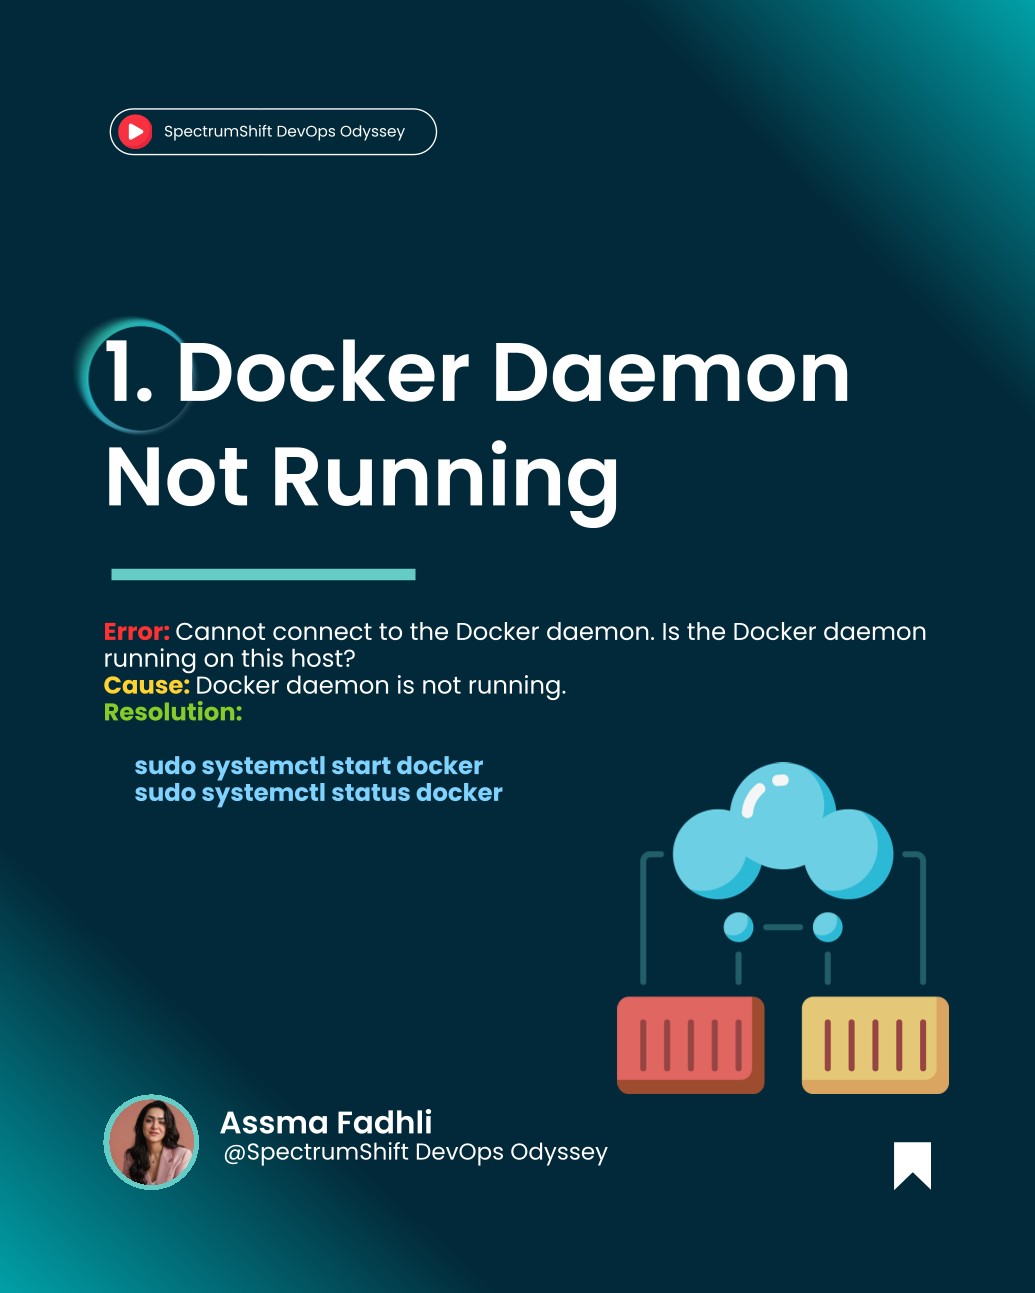 SpectrumShift DevOps Odyssey
1. Docker Daemon
Not Running
Error: Cannot connect to the Docker daemon. Is the Docker daemon
running on this host?
Cause: Docker daemon is not running.
Resolution:
sudo systemctl start docker
sudo systemctl status docker
Assma Fadhli
@SpectrumShift DevOps Odyssey